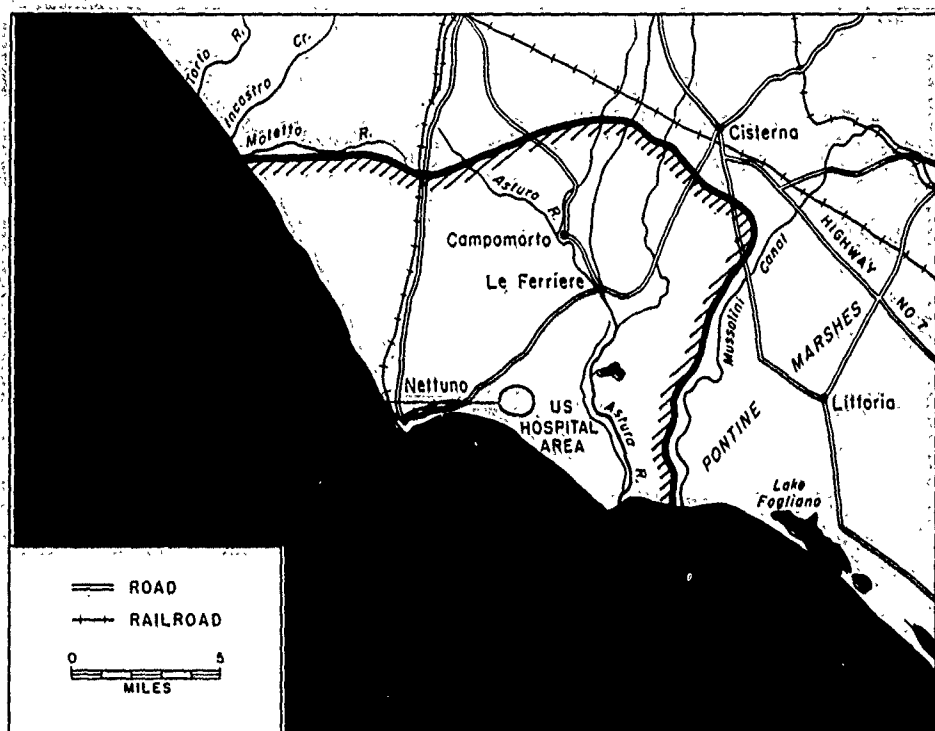 Torto R.
Incastro Cr.
Moletta R.
Cisterna
Astura R.
Campomorto
Le Ferriere
Mussolini Canal
HIGHWAY NO. 7
PONTINE MARSHES
Nettuno
US
HOSPITAL
AREA
Astura R.
Littoria
Lake
Fogliano
ROAD
RAILROAD
0 5
MILES